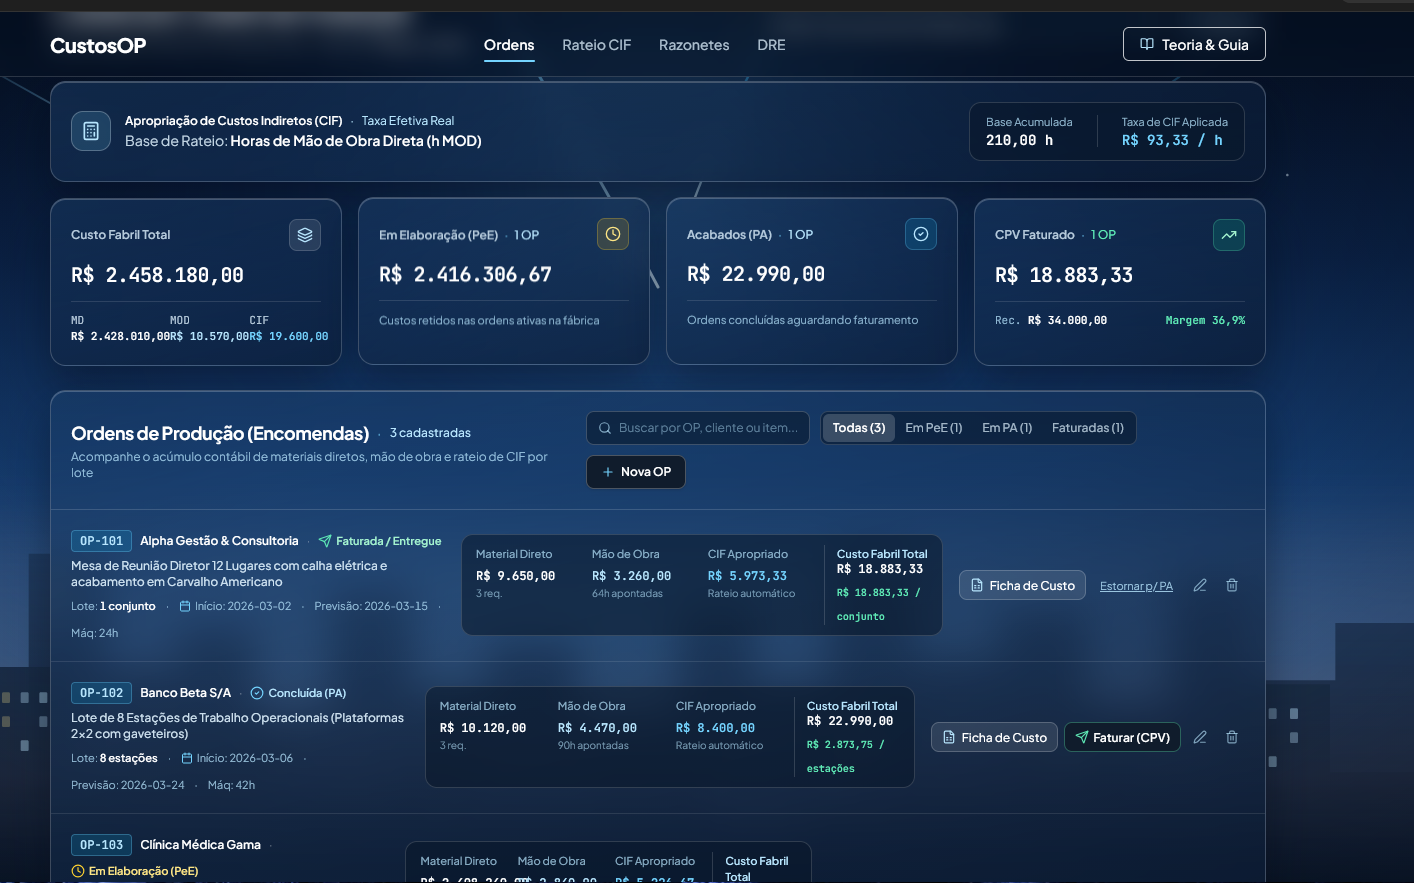 CustosOP
Ordens
Rateio CIF
Razonetes
DRE
Teoria & Guia
Apropriação de Custos Indiretos (CIF) · Taxa Efetiva Real
Base de Rateio: Horas de Mão de Obra Direta (h MOD)
Base Acumulada
210,00 h
Taxa de CIF Aplicada
R$ 93,33 / h
Custo Fabril Total
R$ 2.458.180,00
MD
R$ 2.428.010,00
MOD
R$ 10.570,00
CIF
R$ 19.600,00
Em Elaboração (PeE) · 1 OP
R$ 2.416.306,67
Custos retidos nas ordens ativas na fábrica
Acabados (PA) · 1 OP
R$ 22.990,00
Ordens concluídas aguardando faturamento
CPV Faturado · 1 OP
R$ 18.883,33
Rec. R$ 34.000,00
Margem 36,9%
Ordens de Produção (Encomendas) · 3 cadastradas
Acompanhe o acúmulo contábil de materiais diretos, mão de obra e rateio de CIF por
lote
Buscar por OP, cliente ou item...
Todas (3)
Em PeE (1)
Em PA (1)
Faturadas (1)
+ Nova OP
OP-101 Alpha Gestão & Consultoria · Faturada / Entregue
Mesa de Reunião Diretor 12 Lugares com calha elétrica e
acabamento em Carvalho Americano
Lote: 1 conjunto · Início: 2026-03-02 · Previsão: 2026-03-15 ·
Máq: 24h
Material Direto
R$ 9.650,00
3 req.
Mão de Obra
R$ 3.260,00
64h apontadas
CIF Apropriado
R$ 5.973,33
Rateio automático
Custo Fabril Total
R$ 18.883,33
R$ 18.883,33 /
conjunto
Ficha de Custo
Estornar p/ PA
OP-102 Banco Beta S/A · Concluída (PA)
Lote de 8 Estações de Trabalho Operacionais (Plataformas
2x2 com gaveteiros)
Lote: 8 estações · Início: 2026-03-06 ·
Previsão: 2026-03-24 · Máq: 42h
Material Direto
R$ 10.120,00
3 req.
Mão de Obra
R$ 4.470,00
90h apontadas
CIF Apropriado
R$ 8.400,00
Rateio automático
Custo Fabril Total
R$ 22.990,00
R$ 2.873,75 /
estações
Ficha de Custo
Faturar (CPV)
OP-103 Clínica Médica Gama ·
Em Elaboração (PeE)
Material Direto
Mão de Obra
CIF Apropriado
Custo Fabril
Total